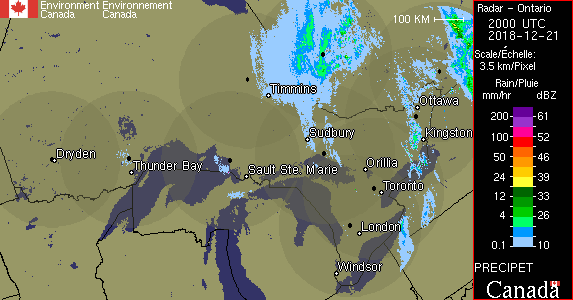 Environment Environnement
Canada Canada
100 KM
Timmins
Ottawa
Sudbury
Kingston
Dryden
Thunder Bay
Sault Ste. Marie
Orillia
Toronto
London
Windsor
Radar - Ontario
2000 UTC
2018-12-21
Scale/Échelle:
3.5 km/Pixel
Rain/Pluie
mm/hr dBZ
200 61
100 52
50 46
24 39
12 33
4 26
1 20
0.1 10
PRECIPET
Canada